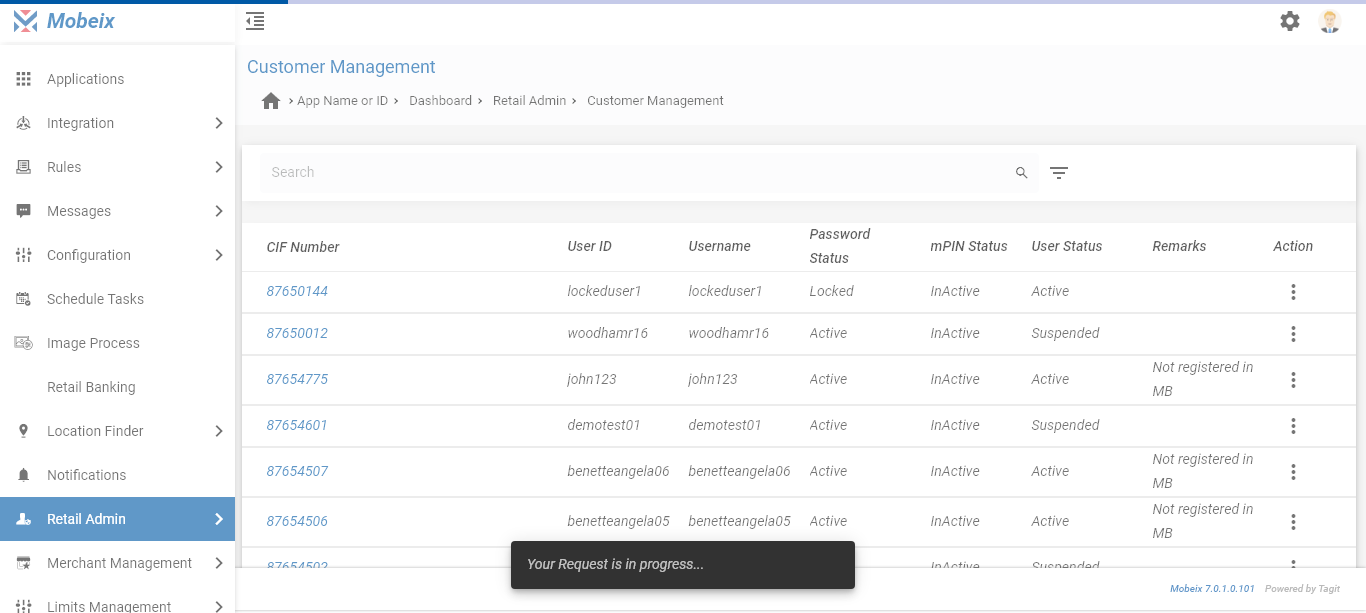 Mobeix
Applications
Integration
Rules
Messages
Configuration
Schedule Tasks
Image Process
Retail Banking
Location Finder
Notifications
Retail Admin
Merchant Management
Limits Management
Customer Management
App Name or ID > Dashboard > Retail Admin > Customer Management
Search
CIF Number User ID Username Password Status mPIN Status User Status Remarks Action
87650144 lockeduser1 lockeduser1 Locked InActive Active
87650012 woodhamr16 woodhamr16 Active InActive Suspended
87654775 john123 john123 Active InActive Active Not registered in MB
87654601 demotest01 demotest01 Active InActive Suspended
87654507 benetteangela06 benetteangela06 Active InActive Active Not registered in MB
87654506 benetteangela05 benetteangela05 Active InActive Active Not registered in MB
87654502 InActive Suspended
Your Request is in progress...
Mobeix 7.0.1.0.101 Powered by Tagit